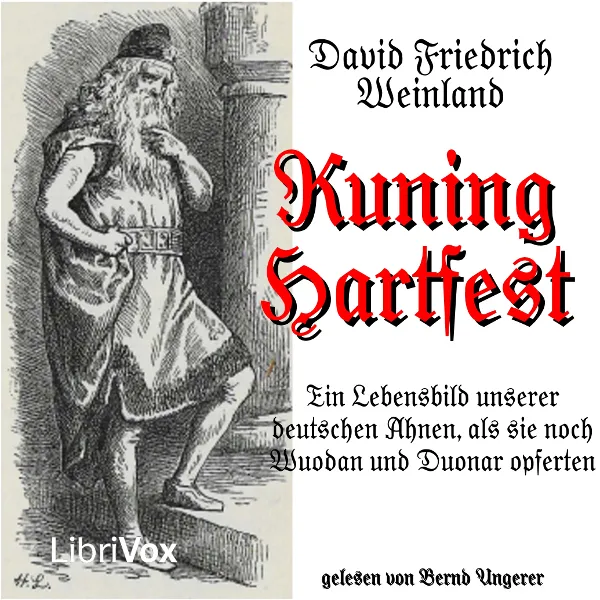 David Friedrich
Weinland
Kuning
Hartfest
Ein Lebensbild unserer
deutschen Ahnen, als sie noch
Wuodan und Duonar opferten
LibriVox
H.L.
gelesen von Bernd Ungerer